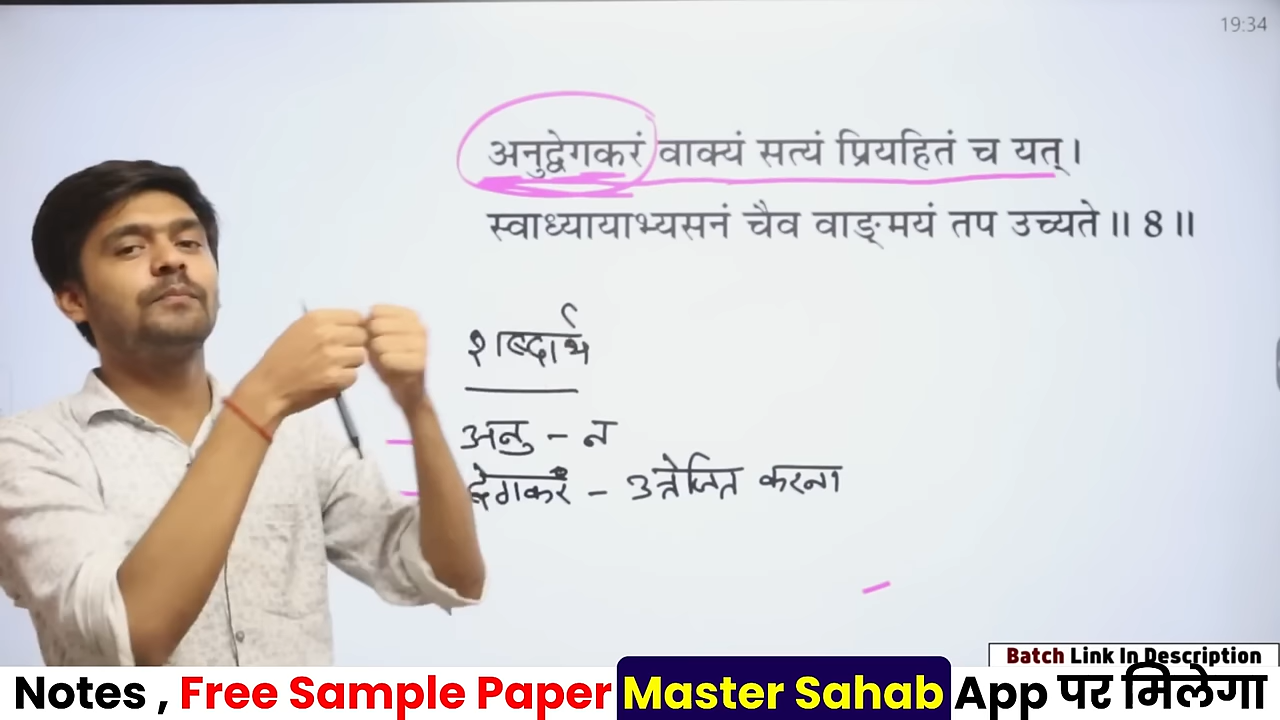 19:34
अनुद्वेगकरं वाक्यं सत्यं प्रियहितं च यत्।
स्वाध्यायाभ्यसनं चैव वाङ्मयं तप उच्यते॥8॥
शब्दार्थ
अनु - न
द्वेगकरं - उत्तेजित करना
Batch Link In Description
Notes , Free Sample Paper Master Sahab App पर मिलेगा